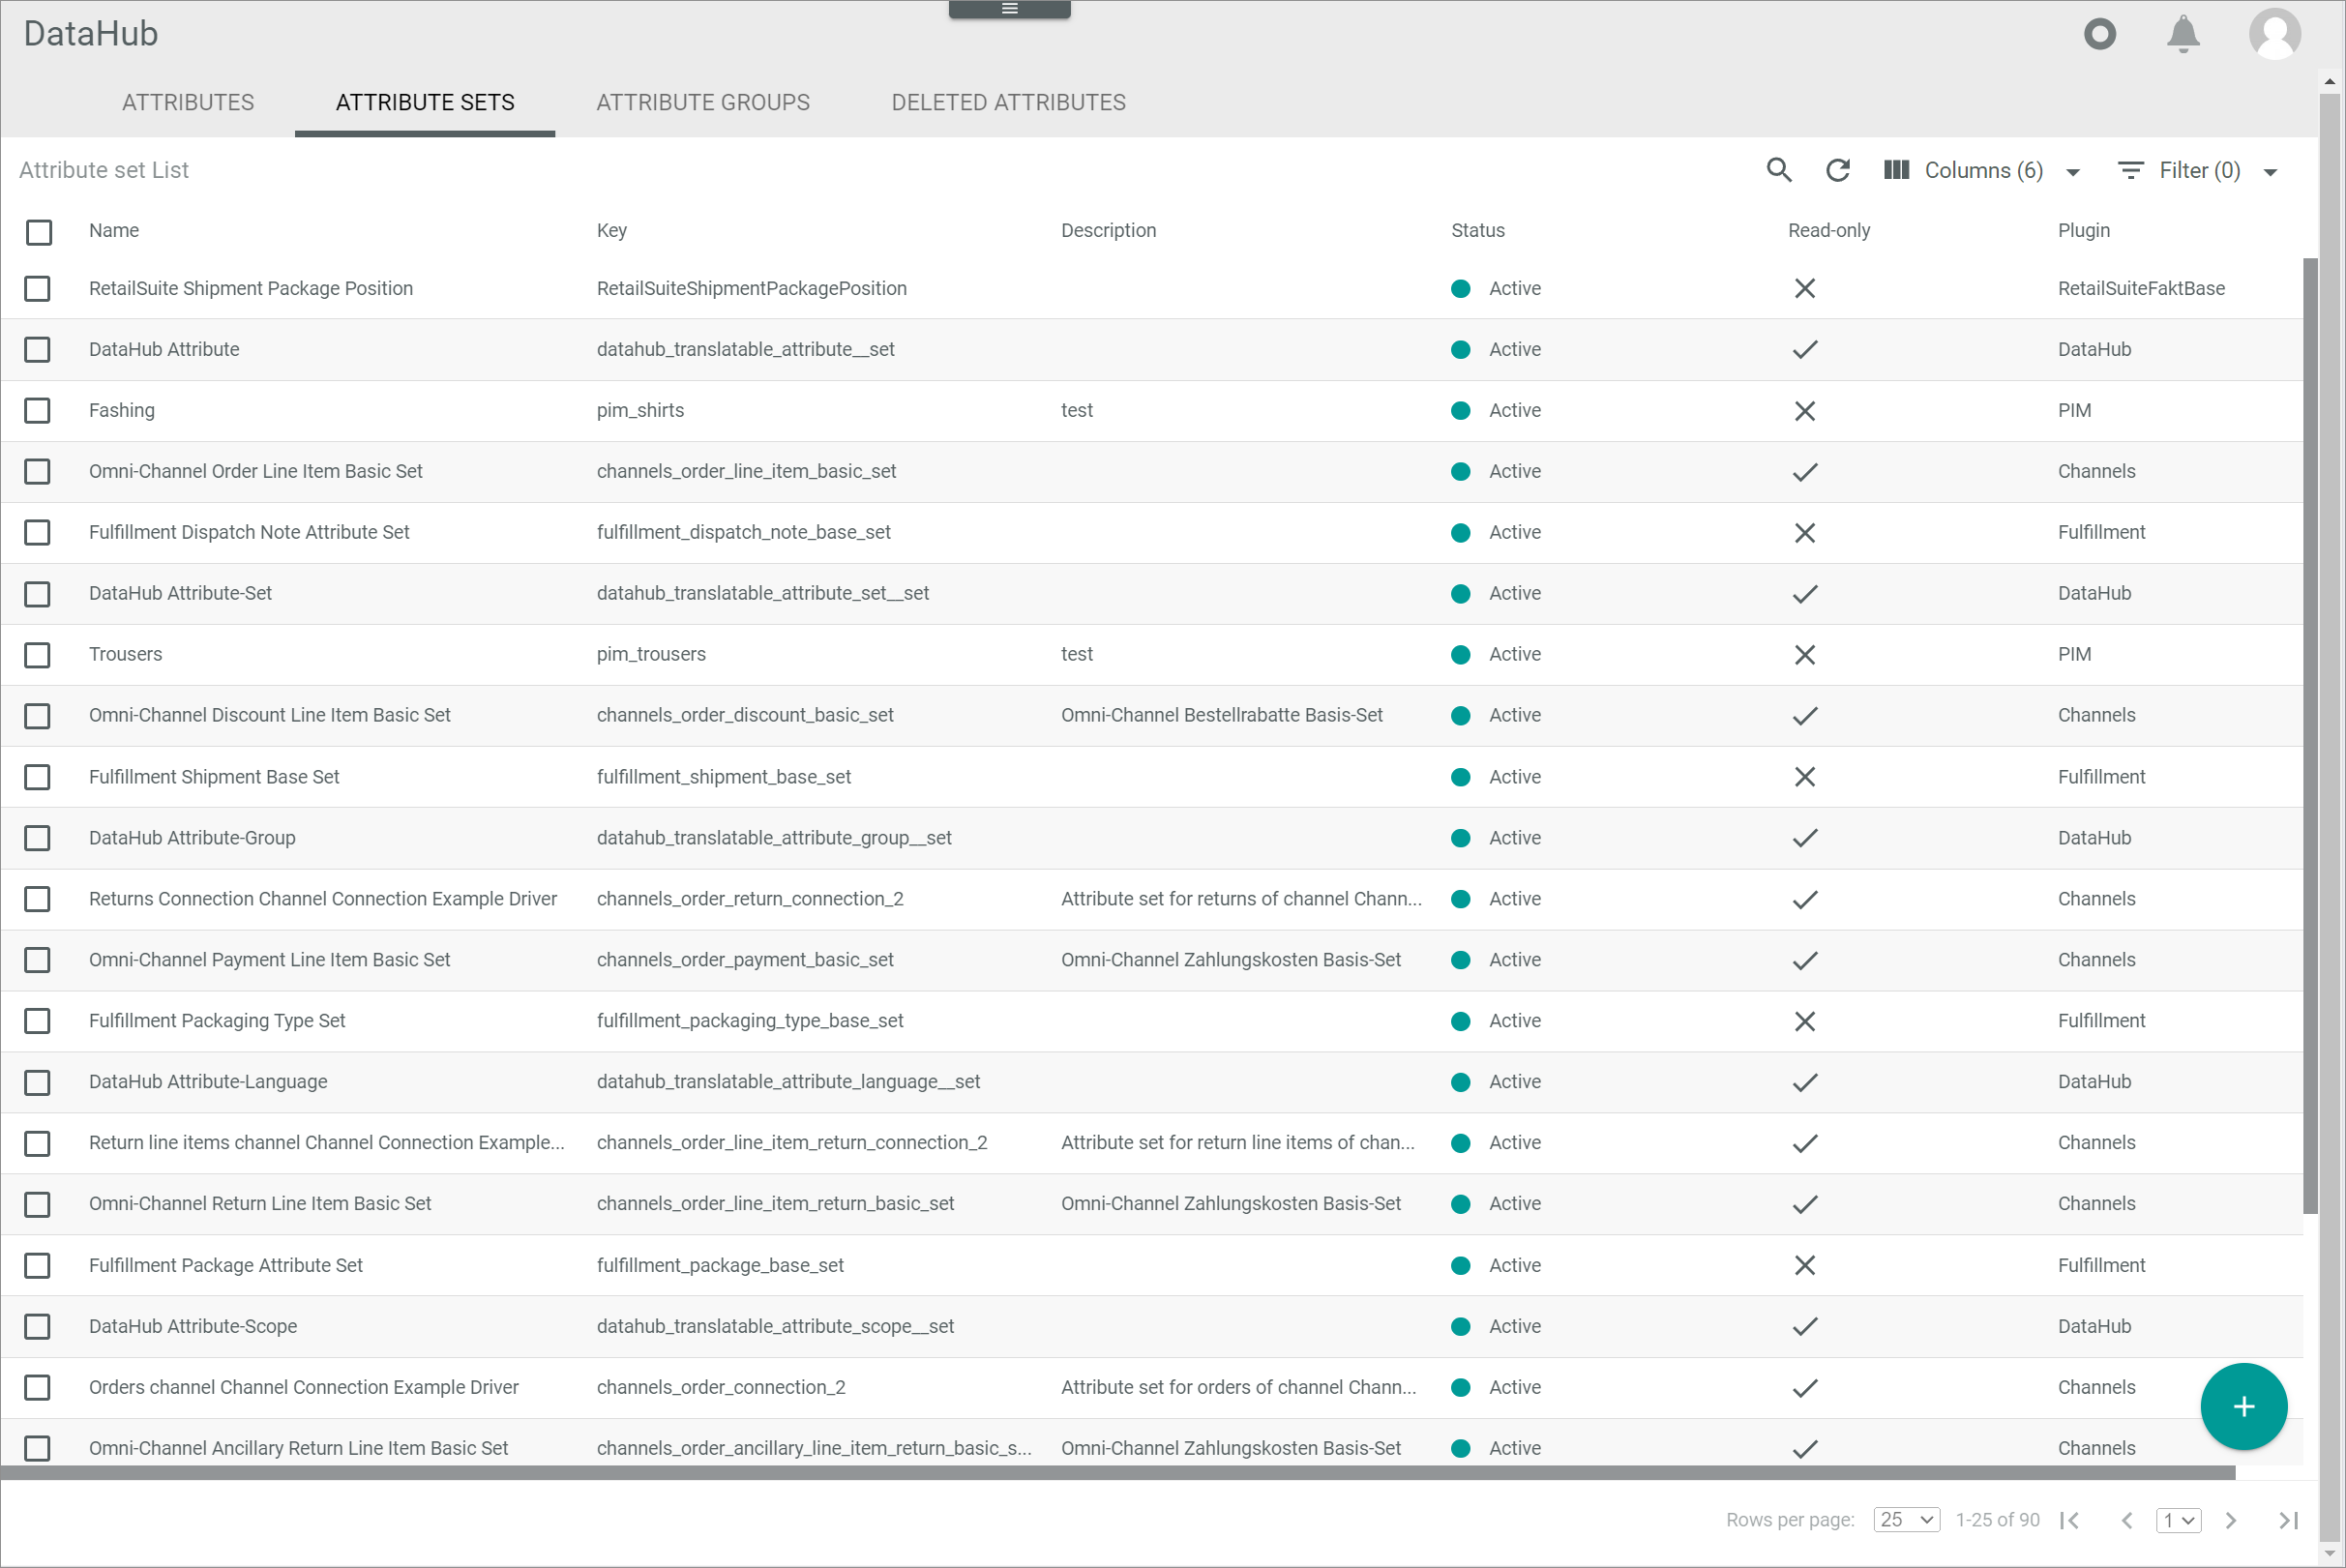 DataHub
ATTRIBUTES ATTRIBUTE SETS ATTRIBUTE GROUPS DELETED ATTRIBUTES
Attribute set List Columns (6) Filter (0)
Name Key Description Status Read-only Plugin
RetailSuite Shipment Package Position RetailSuiteShipmentPackagePosition Active RetailSuiteFaktBase
DataHub Attribute datahub_translatable_attribute__set Active DataHub
Fashing pim_shirts test Active PIM
Omni-Channel Order Line Item Basic Set channels_order_line_item_basic_set Active Channels
Fulfillment Dispatch Note Attribute Set fulfillment_dispatch_note_base_set Active Fulfillment
DataHub Attribute-Set datahub_translatable_attribute_set__set Active DataHub
Trousers pim_trousers test Active PIM
Omni-Channel Discount Line Item Basic Set channels_order_discount_basic_set Omni-Channel Bestellrabatte Basis-Set Active Channels
Fulfillment Shipment Base Set fulfillment_shipment_base_set Active Fulfillment
DataHub Attribute-Group datahub_translatable_attribute_group__set Active DataHub
Returns Connection Channel Connection Example Driver channels_order_return_connection_2 Attribute set for returns of channel Chann... Active Channels
Omni-Channel Payment Line Item Basic Set channels_order_payment_basic_set Omni-Channel Zahlungskosten Basis-Set Active Channels
Fulfillment Packaging Type Set fulfillment_packaging_type_base_set Active Fulfillment
DataHub Attribute-Language datahub_translatable_attribute_language__set Active DataHub
Return line items channel Channel Connection Example... channels_order_line_item_return_connection_2 Attribute set for return line items of chan... Active Channels
Omni-Channel Return Line Item Basic Set channels_order_line_item_return_basic_set Omni-Channel Zahlungskosten Basis-Set Active Channels
Fulfillment Package Attribute Set fulfillment_package_base_set Active Fulfillment
DataHub Attribute-Scope datahub_translatable_attribute_scope__set Active DataHub
Orders channel Channel Connection Example Driver channels_order_connection_2 Attribute set for orders of channel Chann... Active Channels
Omni-Channel Ancillary Return Line Item Basic Set channels_order_ancillary_line_item_return_basic_s... Omni-Channel Zahlungskosten Basis-Set Active Channels
Rows per page: 25 1-25 of 90 1